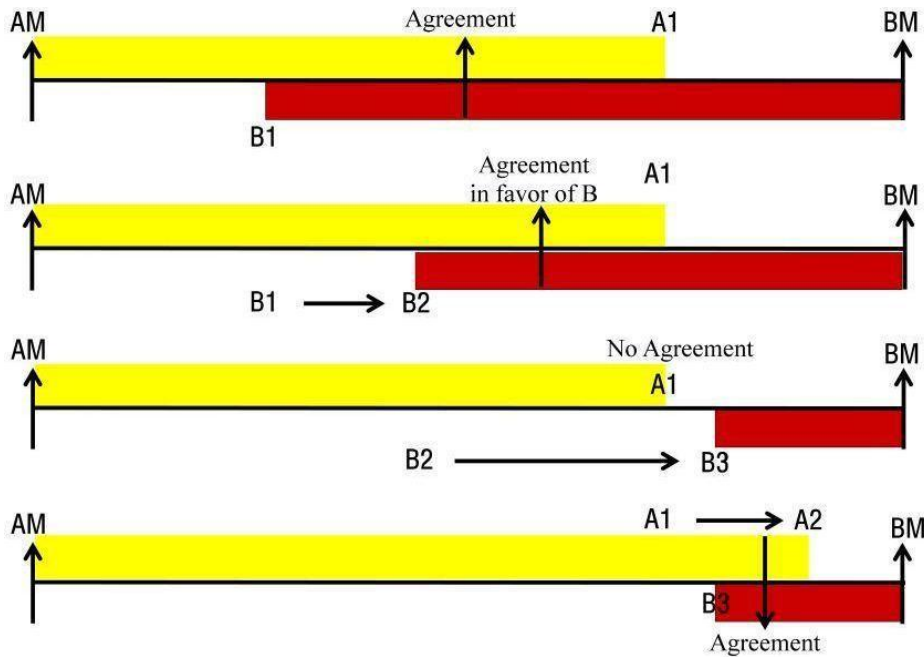 AM Agreement A1 BM
B1
AM Agreement A1 BM
in favor of B
B1 B2
No Agreement
AM A1 BM
B2 B3
A1 A2
AM BM
B3
Agreement